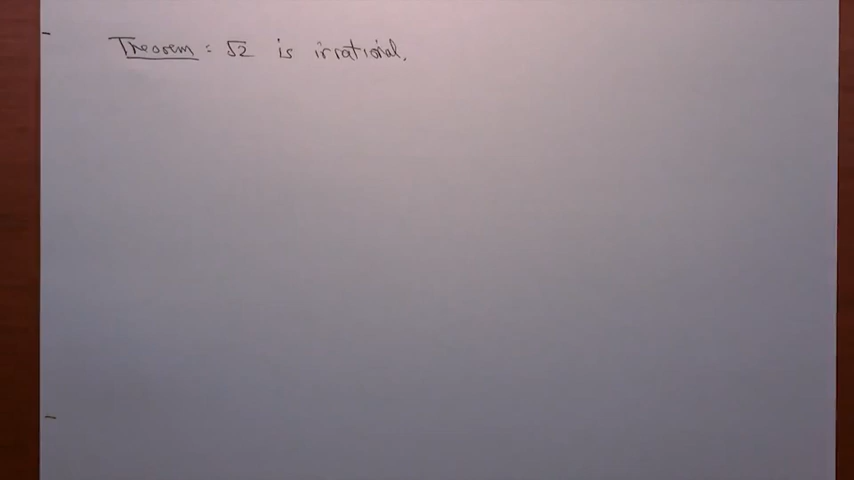 Theorem : √2 is irrational.